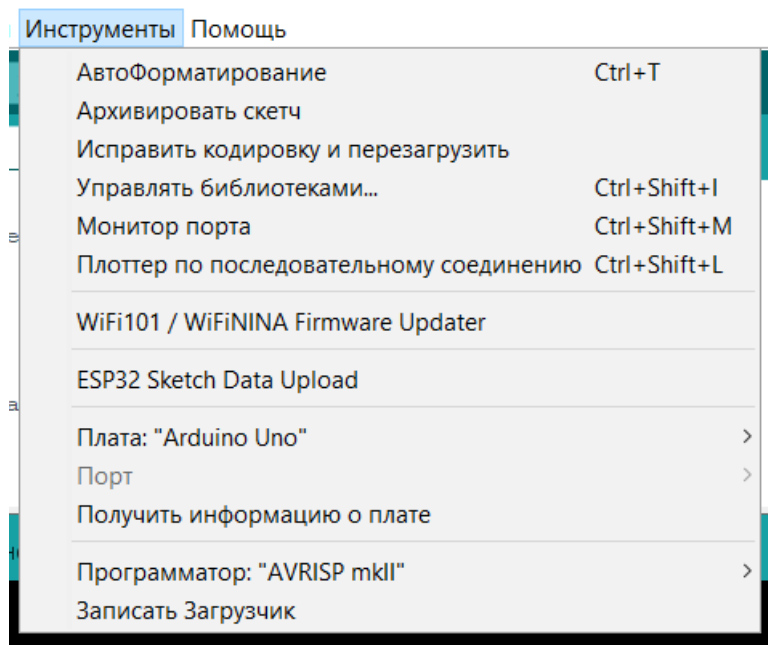 Инструменты Помощь
АвтоФорматирование Ctrl+T
Архивировать скетч
Исправить кодировку и перезагрузить
Управлять библиотеками... Ctrl+Shift+I
Монитор порта Ctrl+Shift+M
Плоттер по последовательному соединению Ctrl+Shift+L
WiFi101 / WiFiNINA Firmware Updater
ESP32 Sketch Data Upload
Плата: "Arduino Uno"
Порт
Получить информацию о плате
Программатор: "AVRISP mkII"
Записать Загрузчик